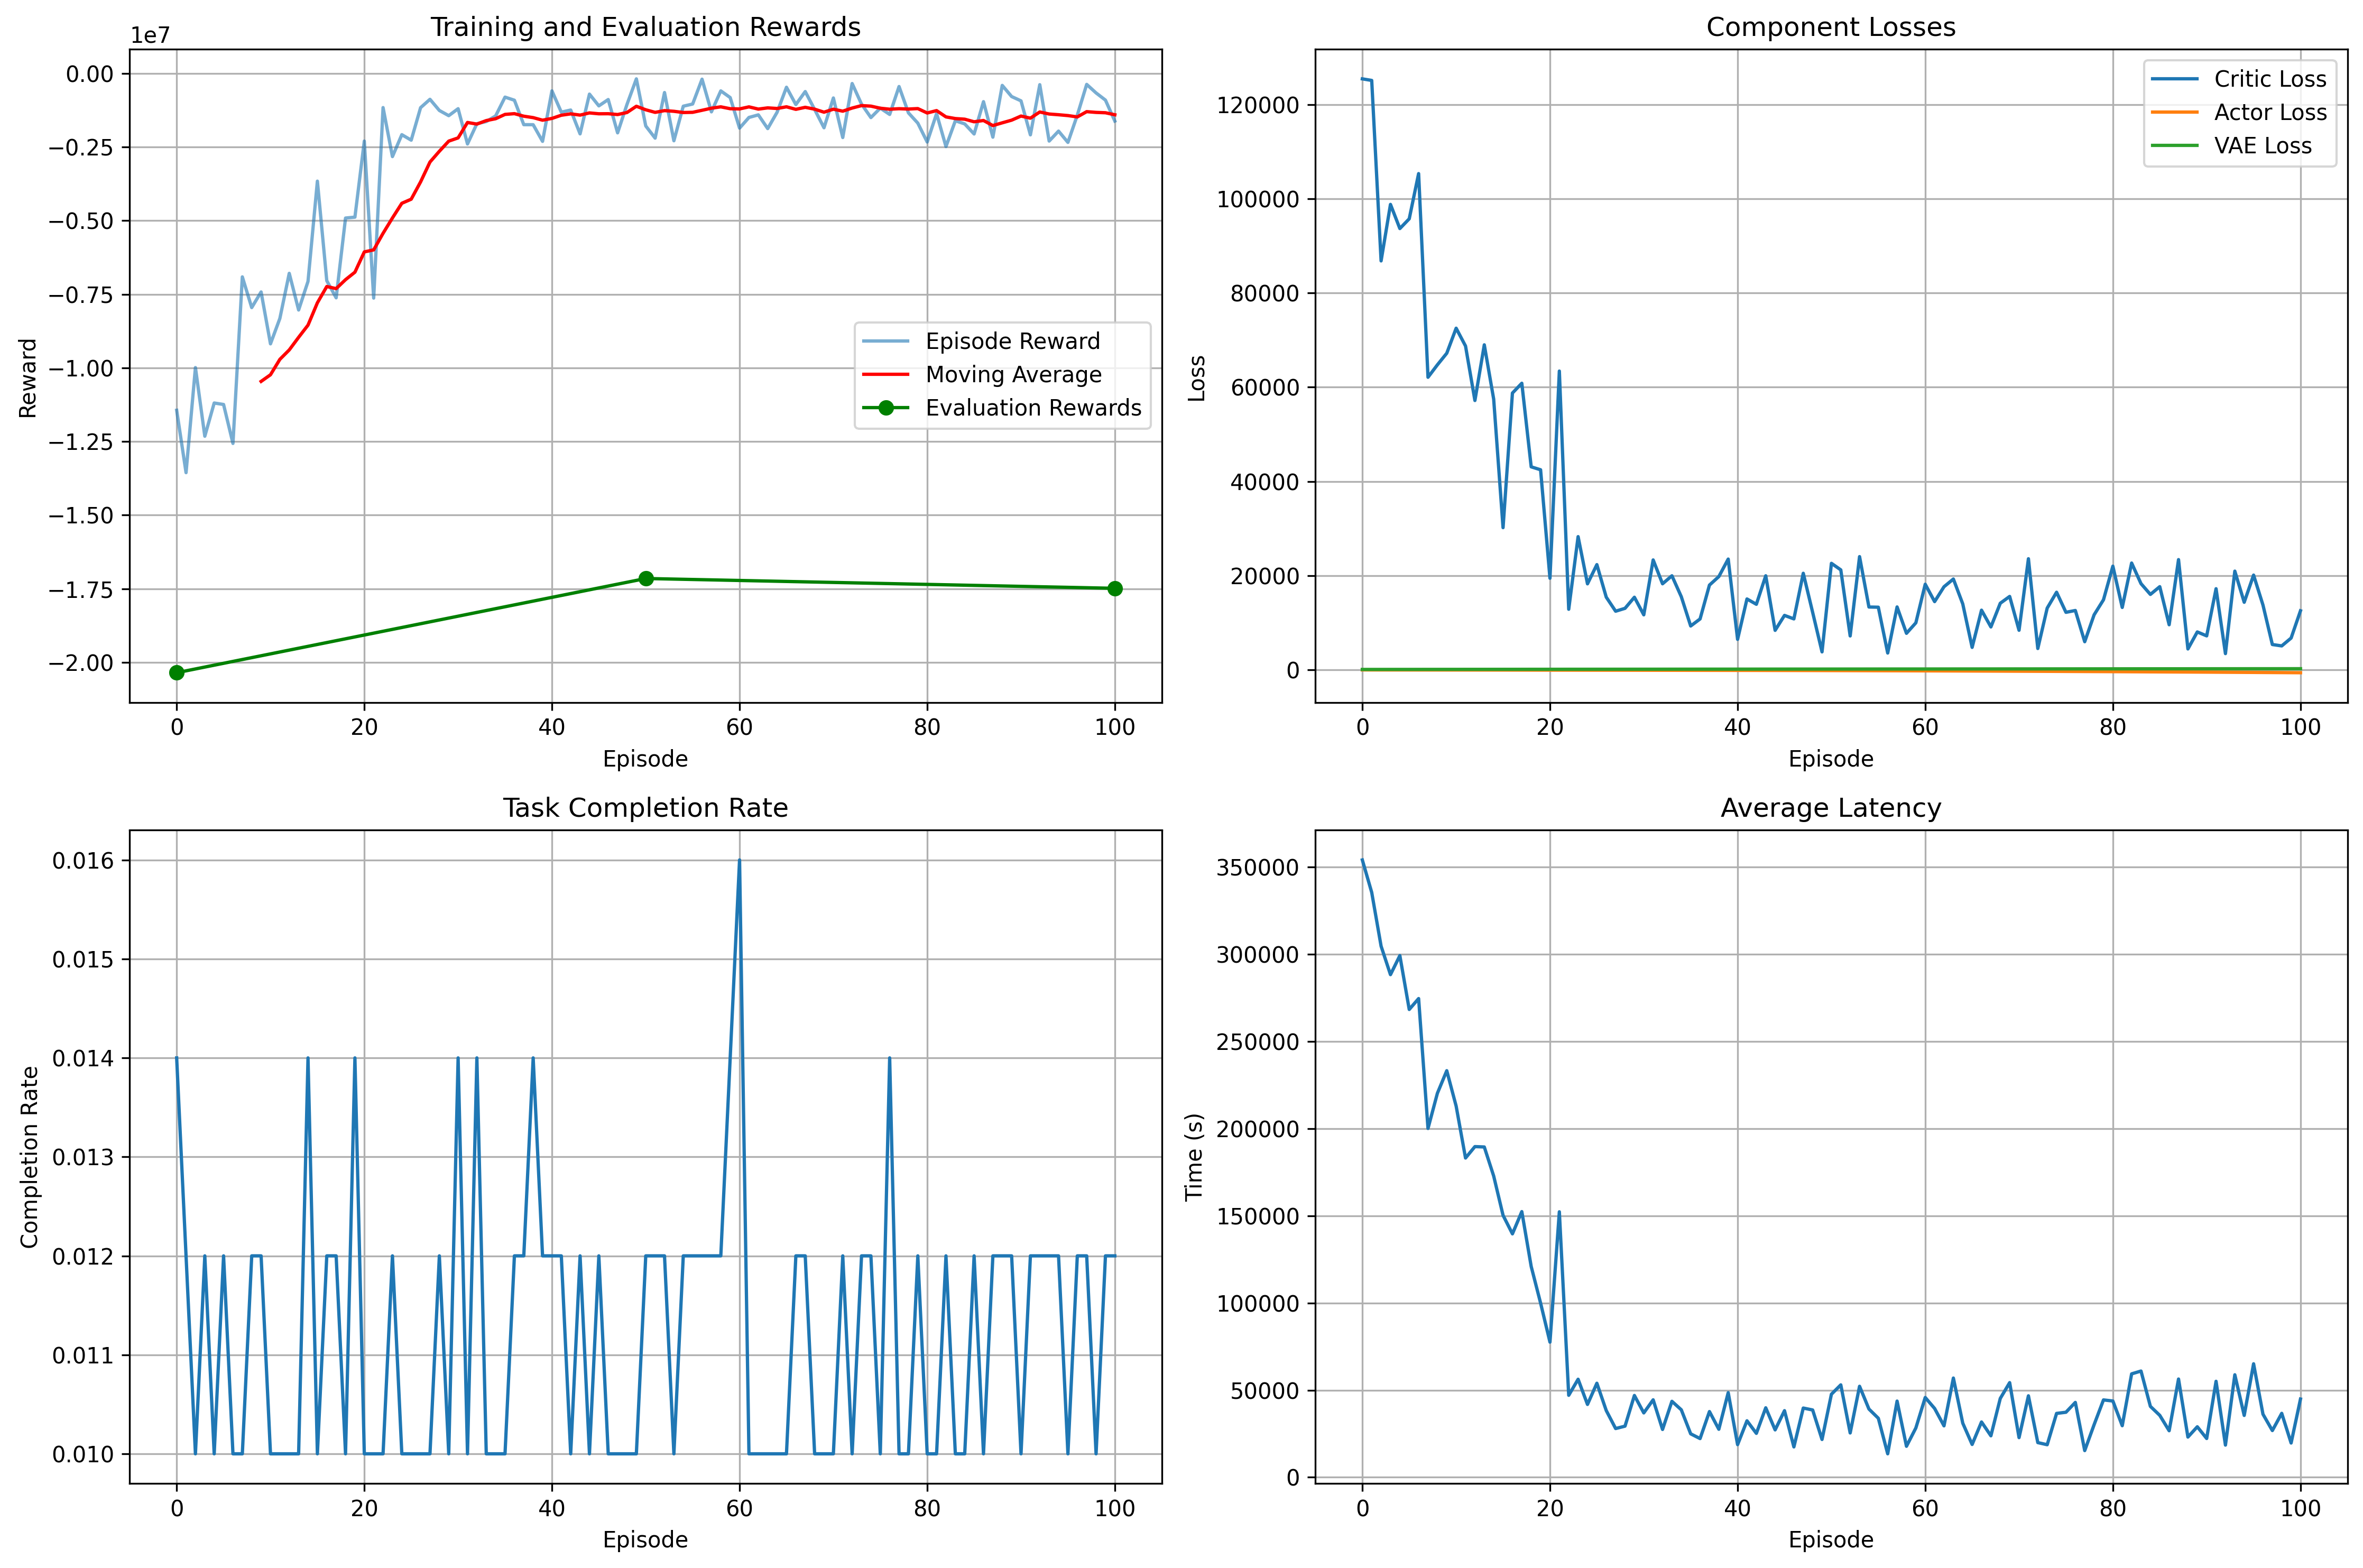 Training and Evaluation Rewards
1e7
0.00
−0.25
−0.50
−0.75
−1.00
−1.25
−1.50
−1.75
−2.00
Reward
Episode Reward
Moving Average
Evaluation Rewards
0 20 40 60 80 100
Episode
Component Losses
120000
100000
80000
60000
40000
20000
0
Loss
Critic Loss
Actor Loss
VAE Loss
0 20 40 60 80 100
Episode
Task Completion Rate
0.016
0.015
0.014
0.013
0.012
0.011
0.010
Completion Rate
0 20 40 60 80 100
Episode
Average Latency
350000
300000
250000
200000
150000
100000
50000
0
Time (s)
0 20 40 60 80 100
Episode